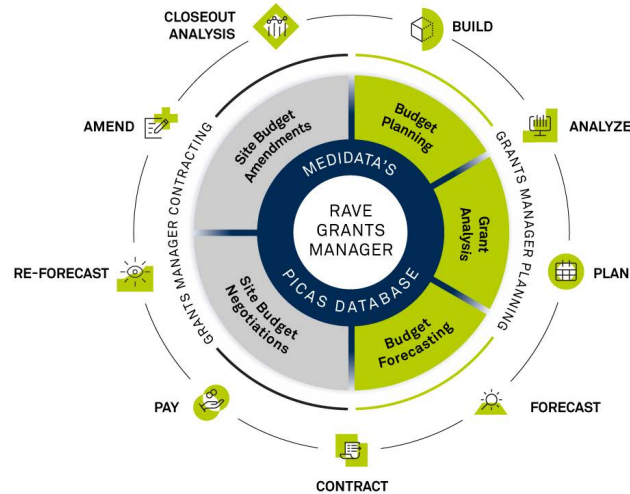 CLOSEOUT
ANALYSIS
BUILD
AMEND
ANALYZE
RE-FORECAST
PLAN
PAY
FORECAST
CONTRACT
GRANTS MANAGER CONTRACTING
GRANTS MANAGER PLANNING
Site Budget
Amendments
Budget
Planning
Grant
Analysis
Site Budget
Negotiations
Budget
Forecasting
MEDIDATA'S
RAVE
GRANTS
MANAGER
PICAS DATABASE